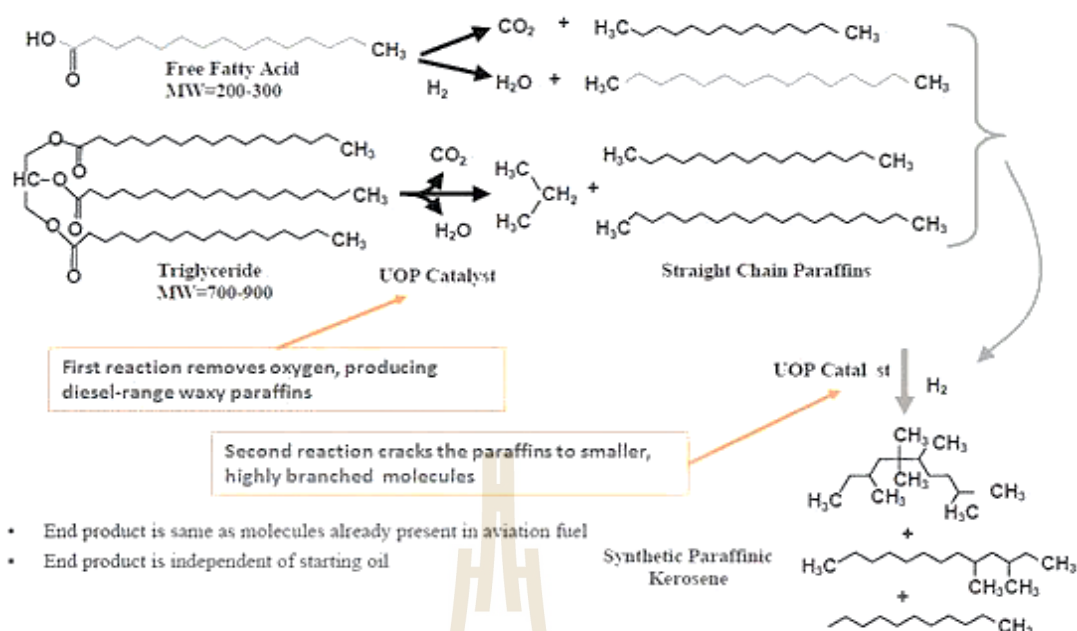 HO
O
CH₃
Free Fatty Acid
MW=200-300
H₂
CO₂ + H₃C CH₃
H₂O + H₃C CH₃
O
O
CH₃
HC-O
O
CH₃
O
O
CH₃
Triglyceride
MW=700-900
CO₂
H₂O
UOP Catalyst
H₃C
CH₂
H₃C
+
H₃C CH₃
H₃C CH₃
Straight Chain Paraffins
First reaction removes oxygen, producing
diesel-range waxy paraffins
UOP Catal st
H₂
Second reaction cracks the paraffins to smaller,
highly branched molecules
• End product is same as molecules already present in aviation fuel
• End product is independent of starting oil
CH₃ CH₃
H₃C CH₃ CH₃ H₃C CH₃
+
Synthetic Paraffinic
Kerosene
H₃C CH₃
CH₃CH₃
+
CH₃